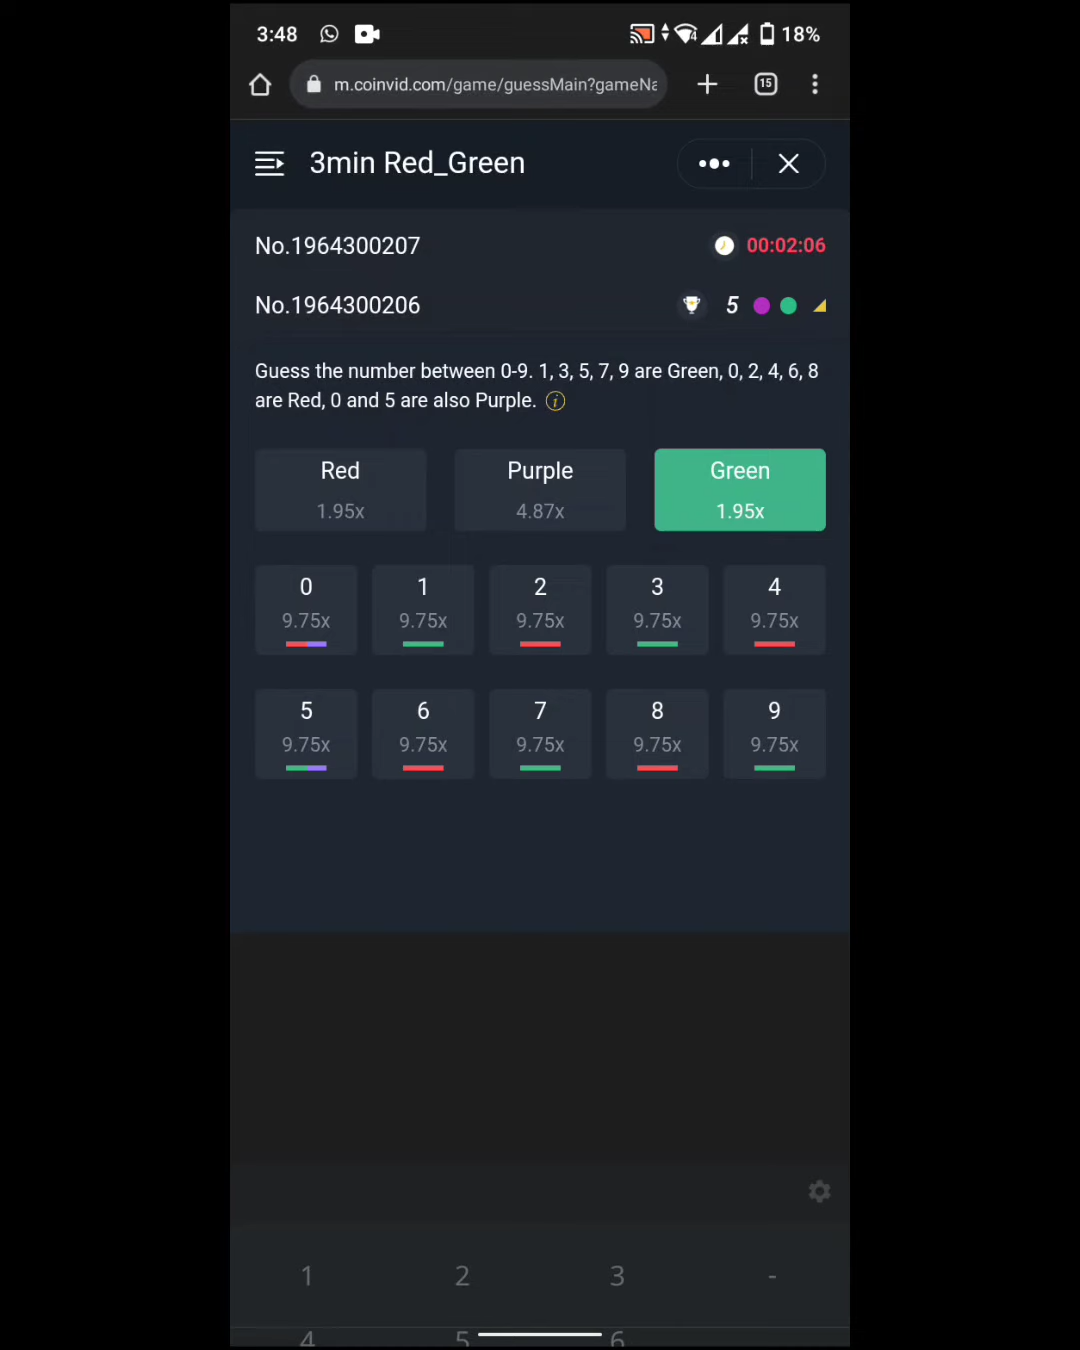 3:48
18%
m.coinvid.com/game/guessMain?gameNa
15
3min Red_Green
No.1964300207
00:02:06
No.1964300206
5
Guess the number between 0-9. 1, 3, 5, 7, 9 are Green, 0, 2, 4, 6, 8
are Red, 0 and 5 are also Purple.
Red Purple Green
1.95x 4.87x 1.95x
0 1 2 3 4
9.75x 9.75x 9.75x 9.75x 9.75x
5 6 7 8 9
9.75x 9.75x 9.75x 9.75x 9.75x
1 2 3 -
4 5 6